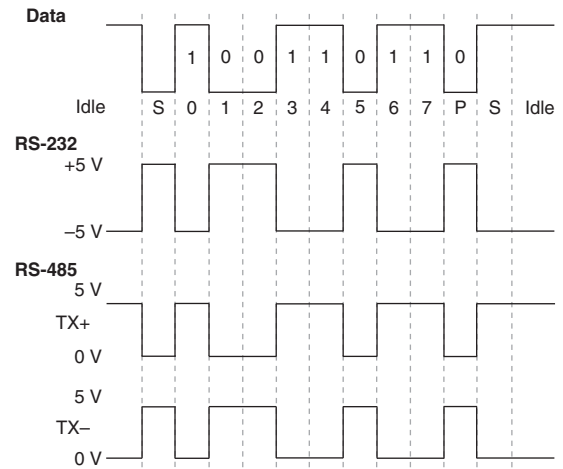 Data
1 0 0 1 1 0 1 1 0
Idle S 0 1 2 3 4 5 6 7 P S Idle
RS-232
+5 V
–5 V
RS-485
5 V
TX+
0 V
5 V
TX–
0 V